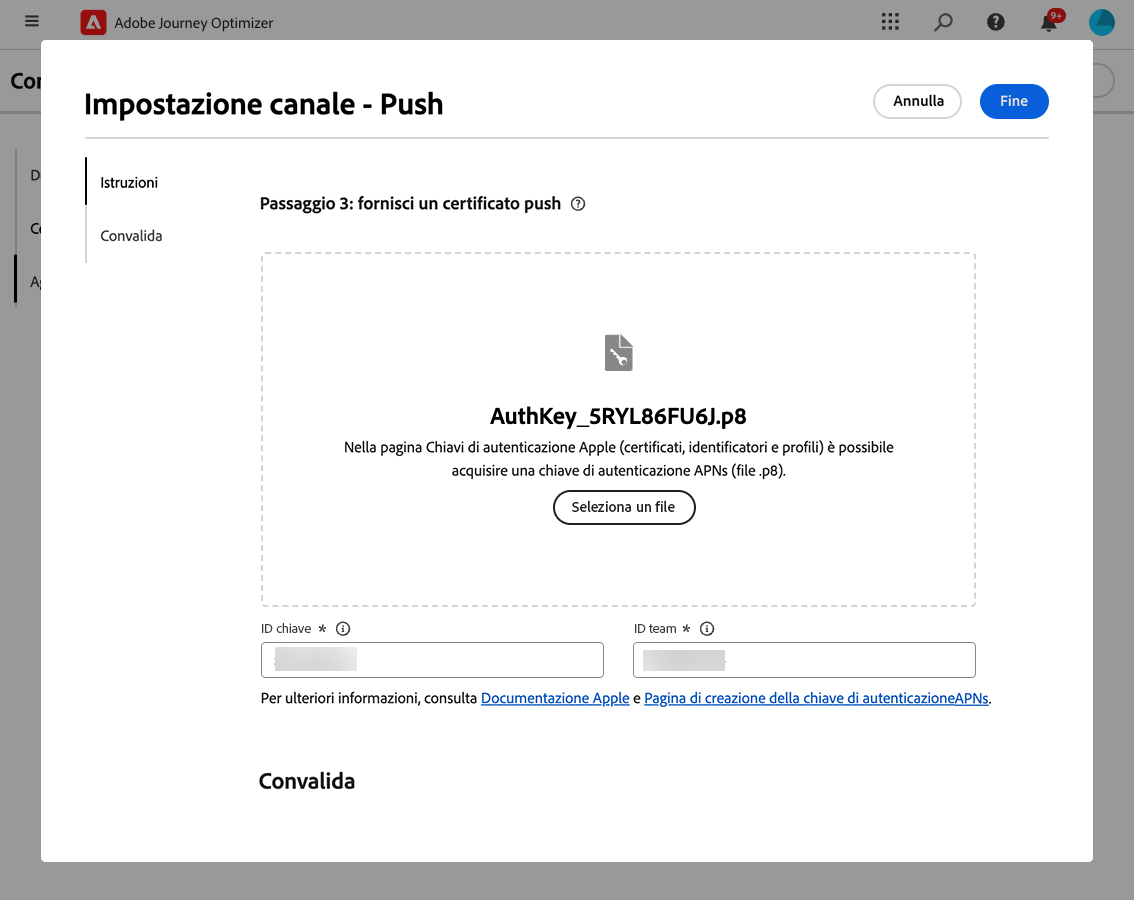 Adobe Journey Optimizer
9+
Impostazione canale - Push
Annulla
Fine
Istruzioni
Convalida
Passaggio 3: fornisci un certificato push
AuthKey_5RYL86FU6J.p8
Nella pagina Chiavi di autenticazione Apple (certificati, identificatori e profili) è possibile
acquisire una chiave di autenticazione APNs (file .p8).
Seleziona un file
ID chiave *
ID team *
Per ulteriori informazioni, consulta Documentazione Apple e Pagina di creazione della chiave di autenticazioneAPNs.
Convalida